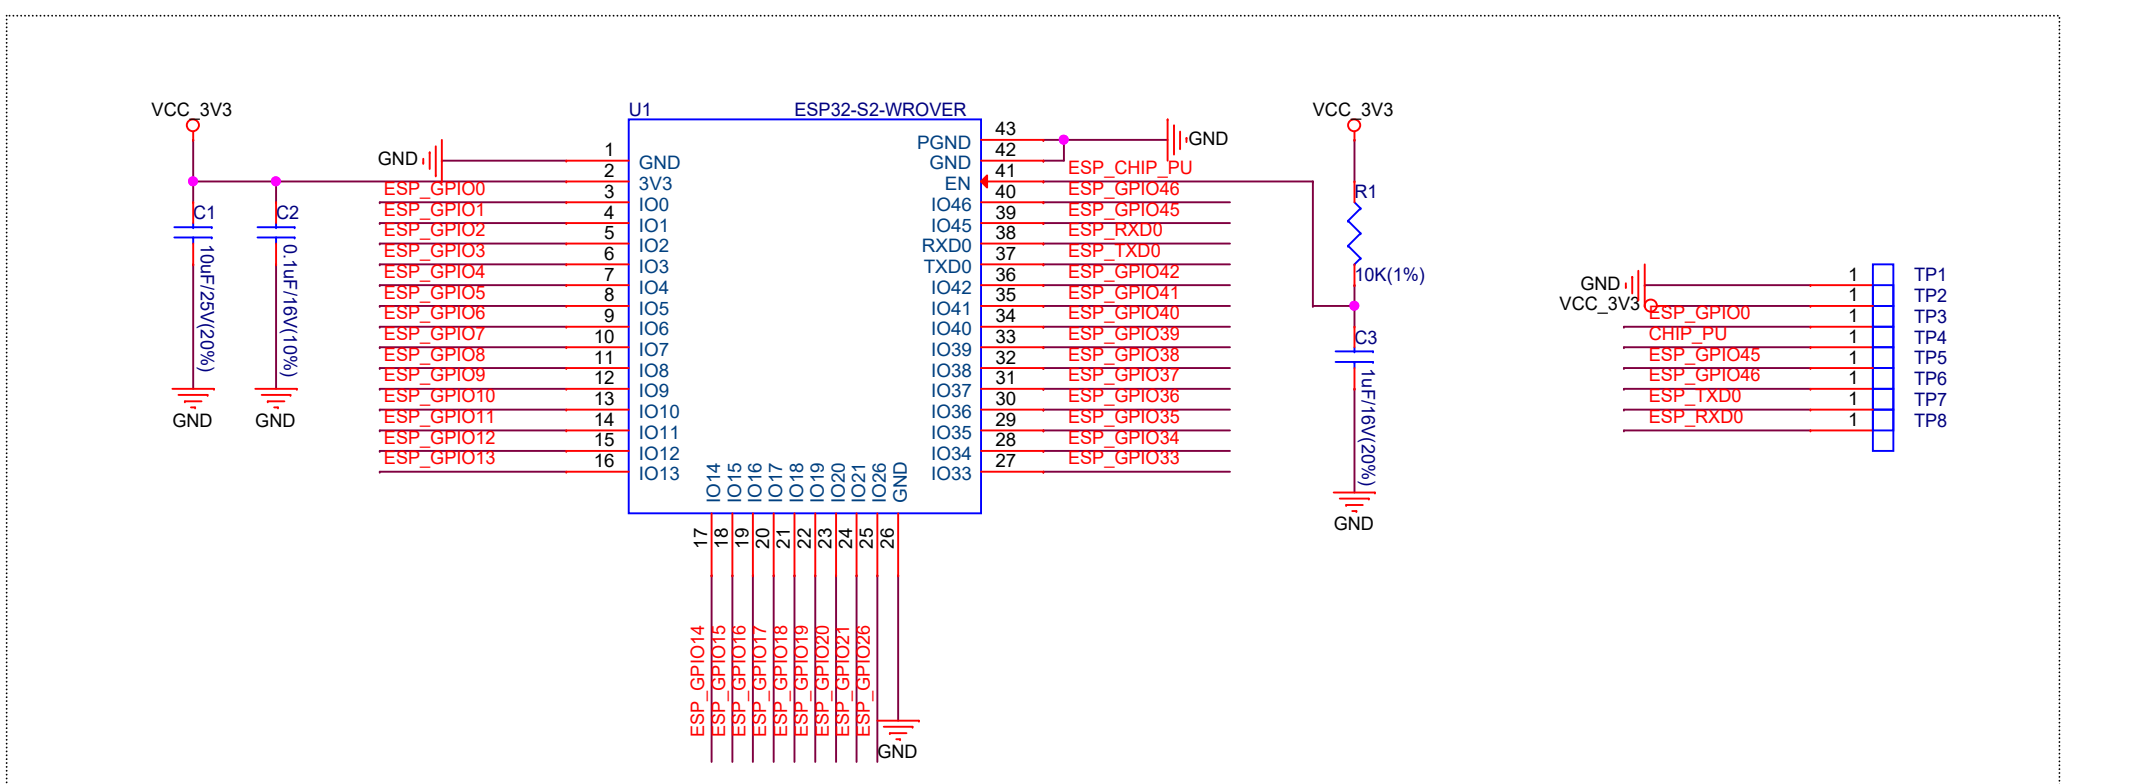 VCC_3V3
C1
10uF/25V(20%)
GND
C2
0.1uF/16V(10%)
GND
U1
ESP32-S2-WROVER
GND
1
GND
2
3V3
ESP_GPIO0
3
IO0
ESP_GPIO1
4
IO1
ESP_GPIO2
5
IO2
ESP_GPIO3
6
IO3
ESP_GPIO4
7
IO4
ESP_GPIO5
8
IO5
ESP_GPIO6
9
IO6
ESP_GPIO7
10
IO7
ESP_GPIO8
11
IO8
ESP_GPIO9
12
IO9
ESP_GPIO10
13
IO10
ESP_GPIO11
14
IO11
ESP_GPIO12
15
IO12
ESP_GPIO13
16
IO13
IO14
17
ESP_GPIO14
IO15
18
ESP_GPIO15
IO16
19
ESP_GPIO16
IO17
20
ESP_GPIO17
IO18
21
ESP_GPIO18
IO19
22
ESP_GPIO19
IO20
23
ESP_GPIO20
IO21
24
ESP_GPIO21
IO26
25
ESP_GPIO26
GND
26
GND
PGND
43
GND
GND
42
EN
41
ESP_CHIP_PU
IO46
40
ESP_GPIO46
IO45
39
ESP_GPIO45
RXD0
38
ESP_RXD0
TXD0
37
ESP_TXD0
IO42
36
ESP_GPIO42
IO41
35
ESP_GPIO41
IO40
34
ESP_GPIO40
IO39
33
ESP_GPIO39
IO38
32
ESP_GPIO38
IO37
31
ESP_GPIO37
IO36
30
ESP_GPIO36
IO35
29
ESP_GPIO35
IO34
28
ESP_GPIO34
IO33
27
ESP_GPIO33
VCC_3V3
R1
10K(1%)
C3
1uF/16V(20%)
GND
GND
1
TP1
VCC_3V3
1
TP2
ESP_GPIO0
1
TP3
CHIP_PU
1
TP4
ESP_GPIO45
1
TP5
ESP_GPIO46
1
TP6
ESP_TXD0
1
TP7
ESP_RXD0
1
TP8